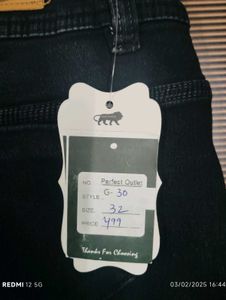 NO. Perfect Outlet
STYLE: G-30
SIZE: 32
PRICE: 499
Thanks For Choosing
REDMI 12 5G
03/02/2025 16:44